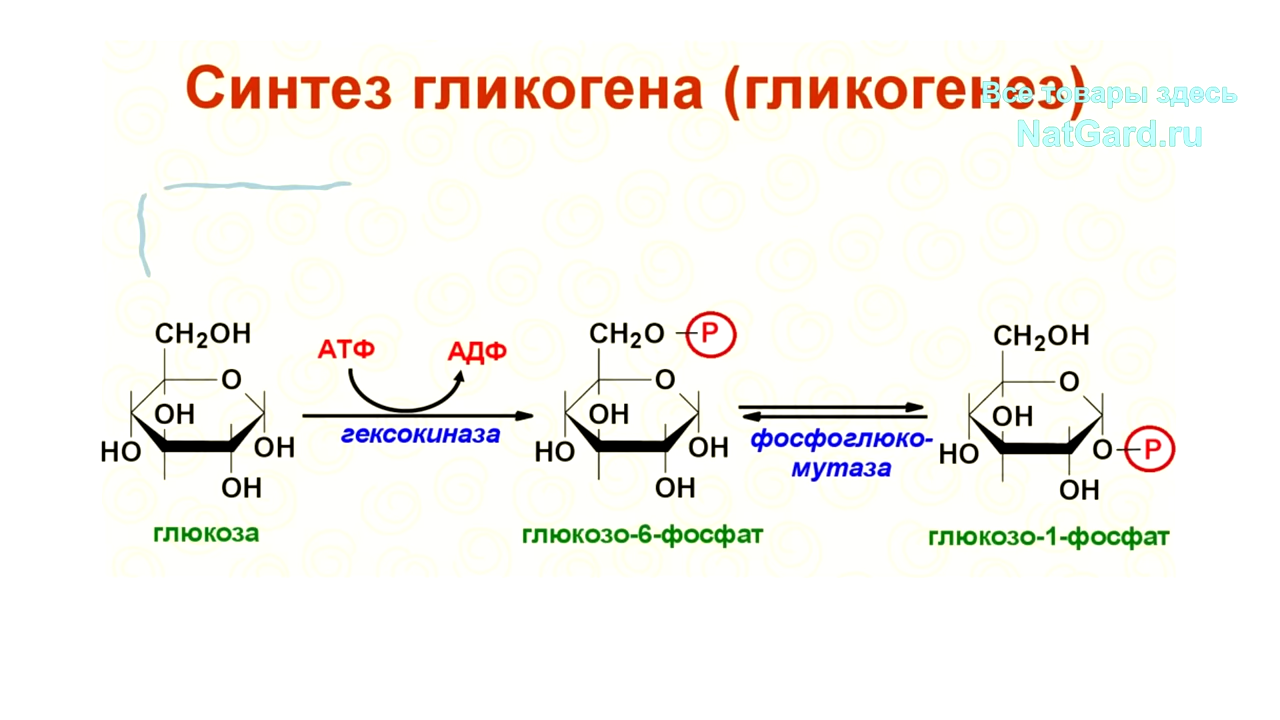 Синтез гликогена (гликогенез)
Все товары здесь
NatGard.ru
CH2OH
O
OH
HO
OH
OH
глюкоза
АТФ
АДФ
гексокиназа
CH2O
P
O
OH
HO
OH
OH
глюкозо-6-фосфат
фосфоглюко-
мутаза
CH2OH
O
OH
HO
O
P
OH
глюкозо-1-фосфат